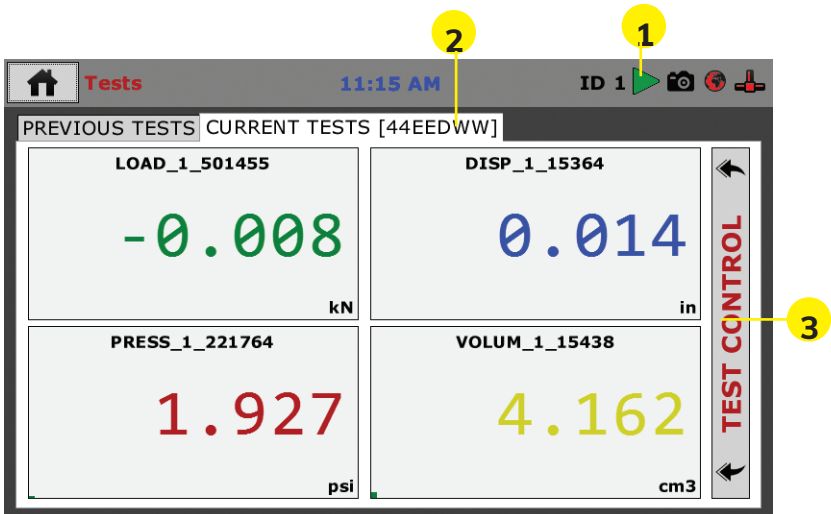 2
1
Tests
11:15 AM
ID 1
PREVIOUS TESTS
CURRENT TESTS [44EEDWW]
LOAD_1_501455
-0.008
kN
DISP_1_15364
0.014
in
TEST CONTROL
3
PRESS_1_221764
1.927
psi
VOLUM_1_15438
4.162
cm3